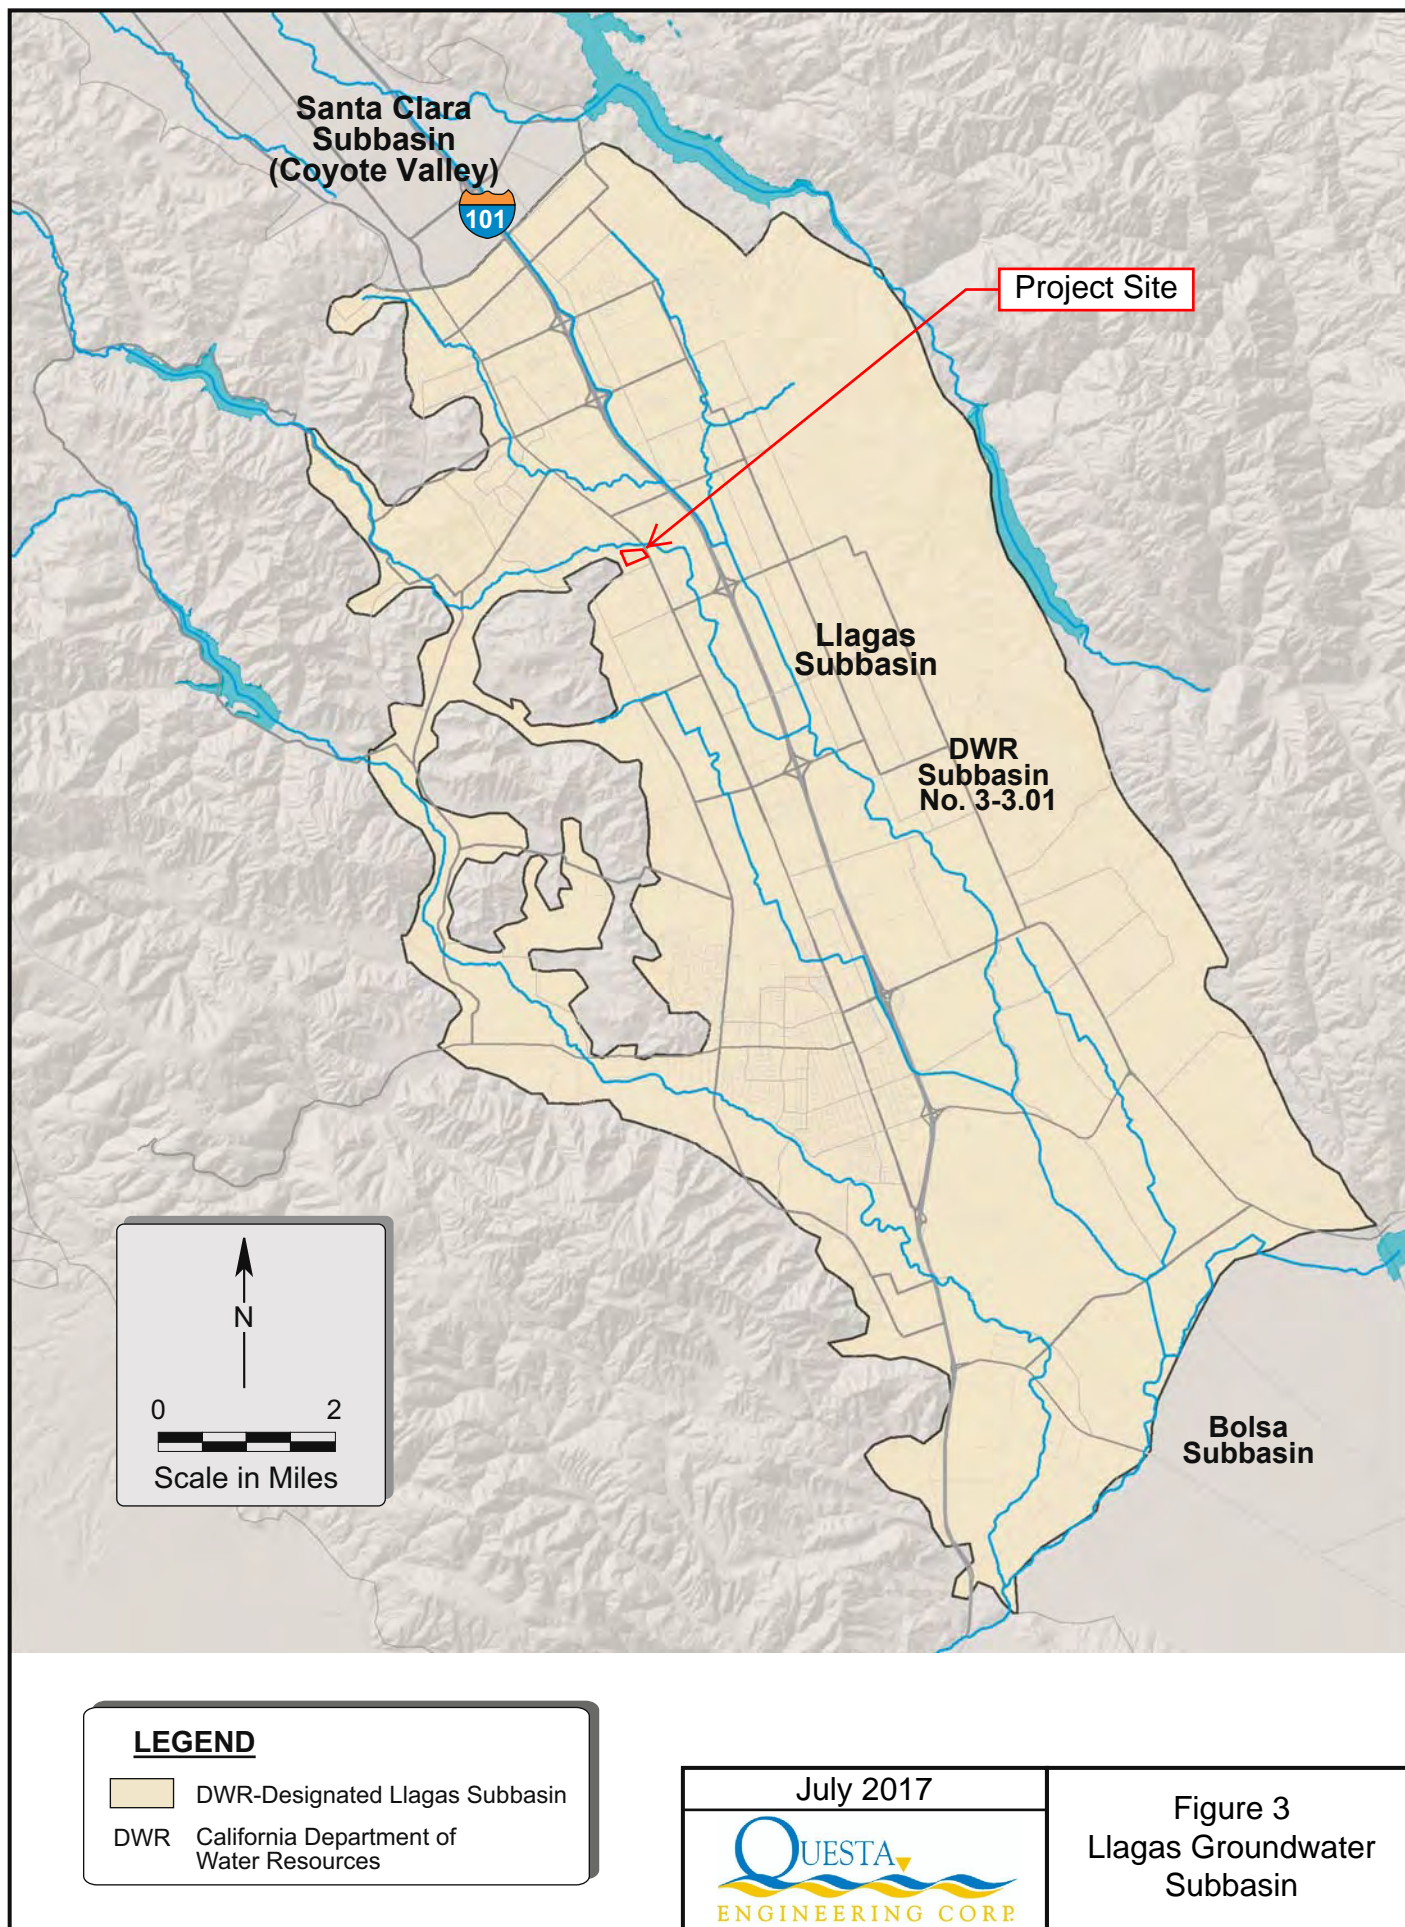 Santa Clara
Subbasin
(Coyote Valley)
101
Project Site
Llagas
Subbasin
DWR
Subbasin
No. 3-3.01
Bolsa
Subbasin
N
0 2
Scale in Miles
LEGEND
DWR-Designated Llagas Subbasin
DWR California Department of
Water Resources
July 2017
QUESTA
ENGINEERING CORP.
Figure 3
Llagas Groundwater
Subbasin